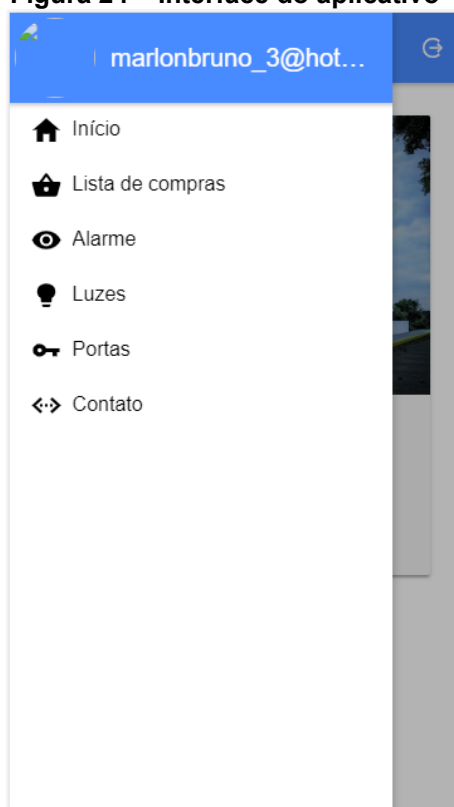 Figura 24 – Interface do aplicativo
marlonbruno_3@hot...
Início
Lista de compras
Alarme
Luzes
Portas
Contato